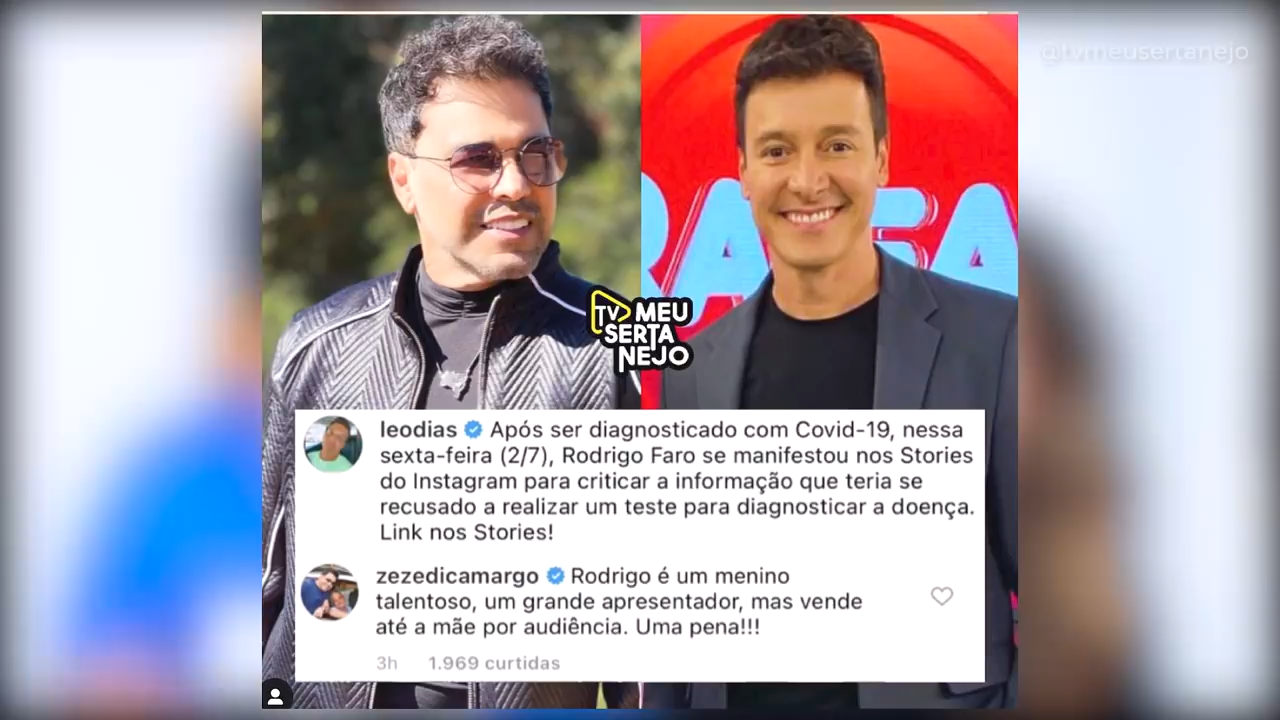 @tvmeusertanejo
TV MEU
SERTA
NEJO
leodias Após ser diagnosticado com Covid-19, nessa
sexta-feira (2/7), Rodrigo Faro se manifestou nos Stories
do Instagram para criticar a informação que teria se
recusado a realizar um teste para diagnosticar a doença.
Link nos Stories!
zezedicamargo Rodrigo é um menino
talentoso, um grande apresentador, mas vende
até a mãe por audiência. Uma pena!!!
3h 1.969 curtidas